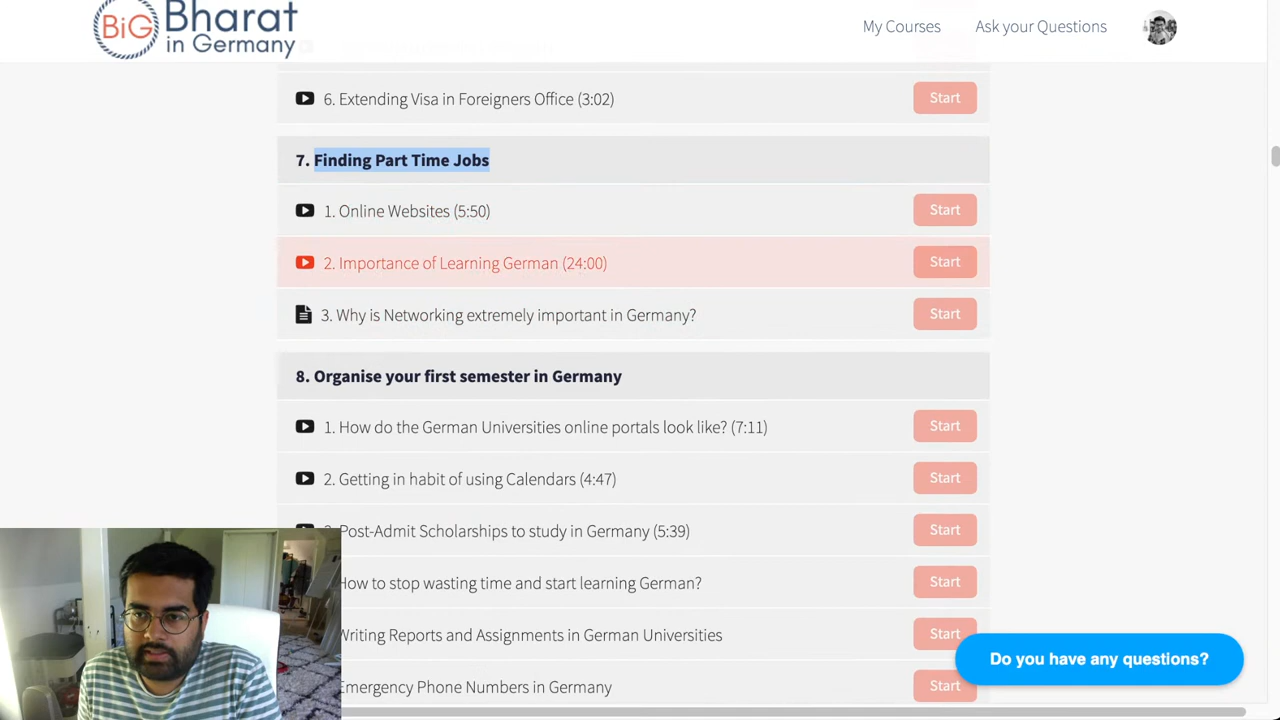 BiG
Bharat
in Germany
My Courses
Ask your Questions
6. Extending Visa in Foreigners Office (3:02)
Start
7. Finding Part Time Jobs
1. Online Websites (5:50)
Start
2. Importance of Learning German (24:00)
Start
3. Why is Networking extremely important in Germany?
Start
8. Organise your first semester in Germany
1. How do the German Universities online portals look like? (7:11)
Start
2. Getting in habit of using Calendars (4:47)
Start
Post-Admit Scholarships to study in Germany (5:39)
Start
How to stop wasting time and start learning German?
Start
Writing Reports and Assignments in German Universities
Start
Emergency Phone Numbers in Germany
Start
Do you have any questions?